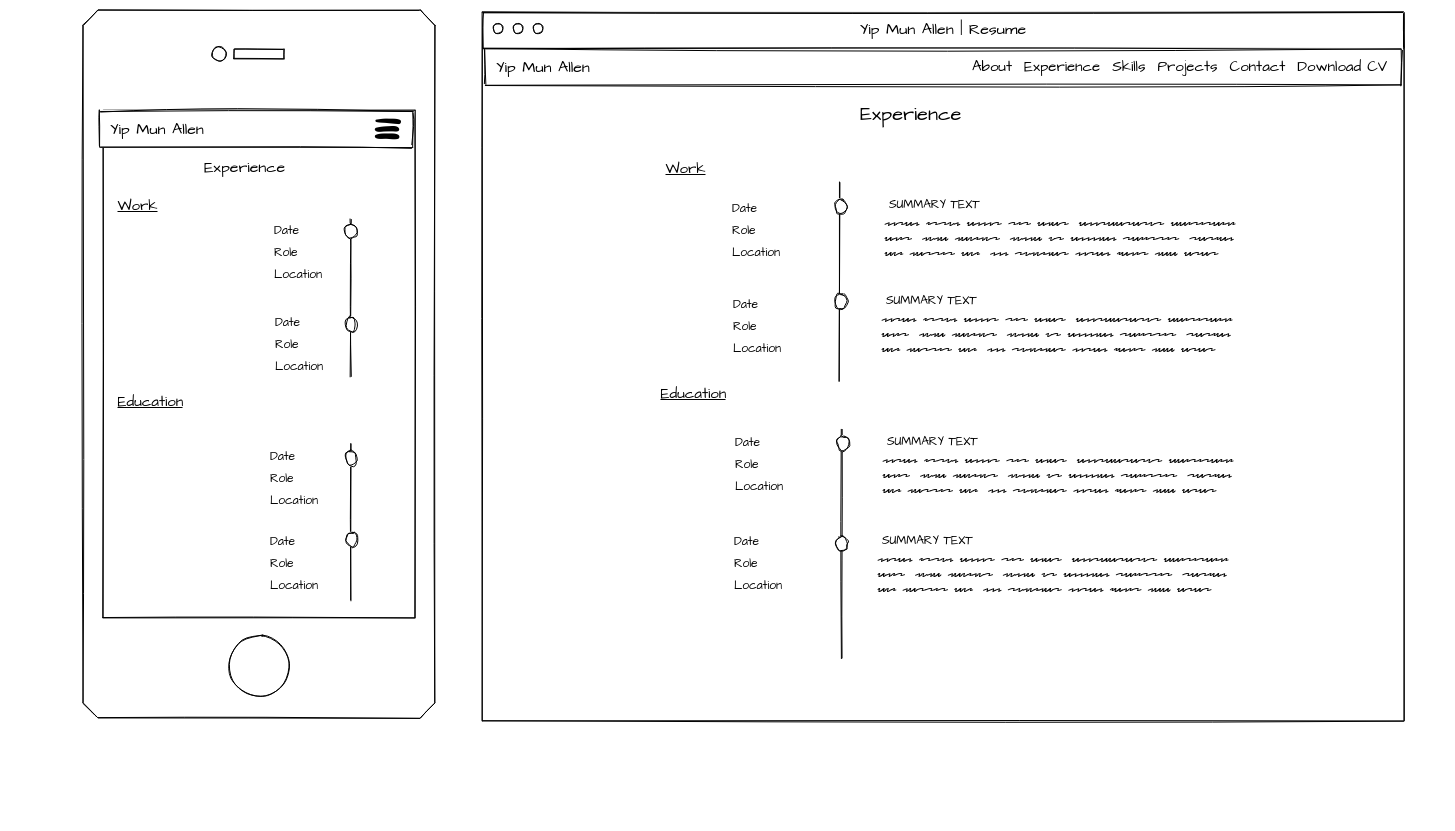 Yip Mun Allen
Experience
Work
Date
Role
Location
Date
Role
Location
Education
Date
Role
Location
Date
Role
Location
Yip Mun Allen | Resume
Yip Mun Allen About Experience Skills Projects Contact Download CV
Experience
Work
Date
Role
Location
SUMMARY TEXT
Date
Role
Location
SUMMARY TEXT
Education
Date
Role
Location
SUMMARY TEXT
Date
Role
Location
SUMMARY TEXT